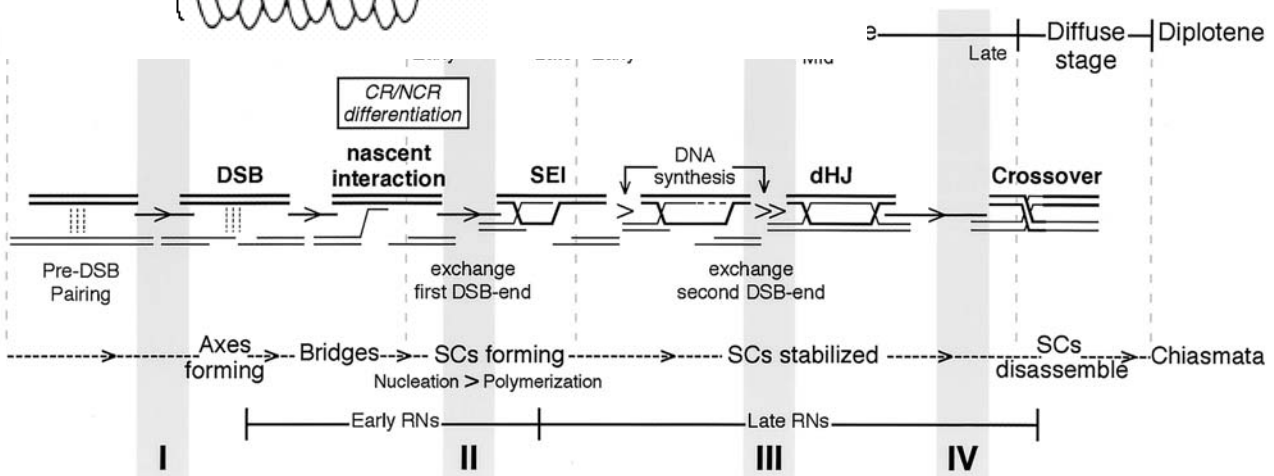 Diffuse stage
Diplotene
Late
Mid
CR/NCR
differentiation
DSB
nascent
interaction
SEI
DNA
synthesis
dHJ
Crossover
> >>
Pre-DSB
Pairing
exchange
first DSB-end
exchange
second DSB-end
Axes
forming
Bridges
SCs forming
Nucleation > Polymerization
SCs stabilized
SCs
disassemble
Chiasmata
Early RNs
Late RNs
I
II
III
IV